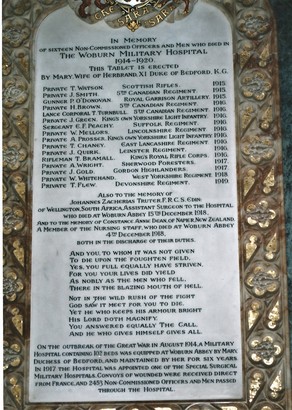 IN MEMORY
OF SIXTEEN NON-COMMISSIONED OFFICERS AND MEN WHO DIED IN
THE WOBURN MILITARY HOSPITAL
1914-1920.
THIS TABLET IS ERECTED
BY MARY, WIFE OF HERBRAND, XI DUKE OF BEDFORD. K.G.
PRIVATE T. WATSON. SCOTTISH RIFLES. 1915.
PRIVATE J. SMITH. 5TH CANADIAN REGIMENT. 1915.
GUNNER P. O'DONOVAN. ROYAL GARRISON ARTILLERY. 1915.
PRIVATE H. BROWN. 5TH CANADIAN REGIMENT. 1916.
LANCE CORPORAL T. TURNBULL. 5TH CANADIAN REGIMENT. 1916.
PRIVATE J. GREEN. KING'S OWN YORKSHIRE LIGHT INFANTRY. 1916.
SERGEANT E. F. PEACHY. SUFFOLK REGIMENT. 1916.
PRIVATE W. MELLORS. LINCOLNSHIRE REGIMENT. 1916.
PRIVATE A. PROSSER. KING'S OWN YORKSHIRE LIGHT INFANTRY. 1916.
PRIVATE T. CHANEY. EAST LANCASHIRE REGIMENT. 1916.
PRIVATE J. QUIRK. LEINSTER REGIMENT. 1916.
RIFLEMAN T. BRAMALL. KING'S ROYAL RIFLE CORPS. 1916.
PRIVATE A. WRIGHT. SHERWOOD FORESTERS. 1917.
PRIVATE J. GOLD. GORDON HIGHLANDERS. 1917.
PRIVATE W. WHITEHAND. WEST YORKSHIRE REGIMENT. 1918
PRIVATE T. FLEW. DEVONSHIRE REGIMENT. 1919
ALSO TO THE MEMORY OF
JOHANNES ZACHERIAS TRUTER. F.R.C.S. EDIN
OF WELLINGTON, SOUTH AFRICA, ASSISTANT SURGEON TO THE HOSPITAL
WHO DIED AT WOBURN ABBEY 15TH DECEMBER 1918.
AND TO THE MEMORY OF CONSTANCE ANNIE DEAN OF NAPIER, NEW ZEALAND.
A MEMBER OF THE NURSING STAFF, WHO DIED AT WOBURN ABBEY
4TH DECEMBER 1918.
BOTH IN THE DISCHARGE OF THEIR DUTIES.
AND YOU TO WHOM IT WAS NOT GIVEN
TO DIE UPON THE FOUGHTEN FIELD,
YES, YOU FULL EQUALLY HAVE STRIVEN,
FOR YOU YOUR LIVES DID YIELD
AS NOBLY AS THE MEN WHO FELL
THERE IN THE BLAZING MOUTH OF HELL.
NOT IN THE WILD RUSH OF THE FIGHT
GOD SAW IT MEET FOR YOU TO DIE.
YET HE WHO KEEPS HIS ARMOUR BRIGHT
HIS LORD DOTH MAGNIFY.
YOU ANSWERED EQUALLY THE CALL,
AND HE WHO GIVES HIMSELF GIVES ALL.
ON THE OUTBREAK OF THE GREAT WAR IN AUGUST 1914, A MILITARY
HOSPITAL CONTAINING 107 BEDS WAS EQUIPPED AT WOBURN ABBEY BY MARY
DUCHESS OF BEDFORD, AND MAINTAINED BY HER FOR SIX YEARS.
IN 1917 THE HOSPITAL WAS APPOINTED ONE OF THE SPECIAL SURGICAL
MILITARY HOSPITALS. CONVOYS OF WOUNDED WERE RECEIVED DIRECT
FROM FRANCE, AND 2453 NON-COMMISSIONED OFFICERS AND MEN PASSED
THROUGH THE HOSPITAL.